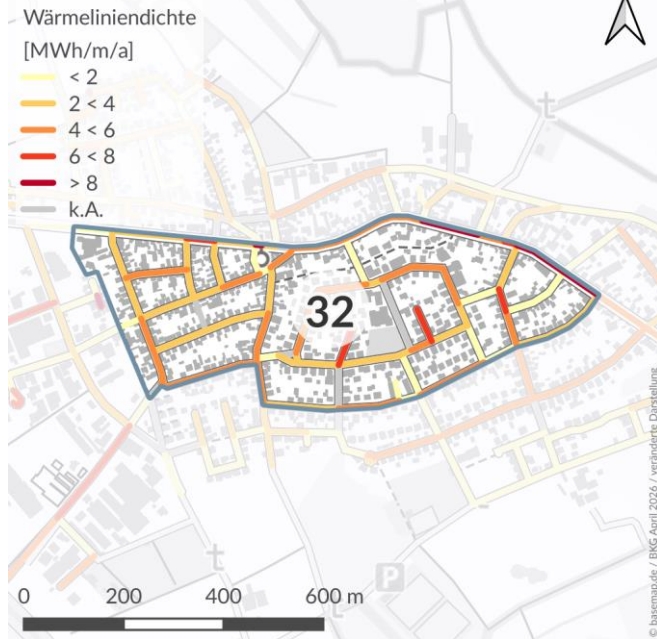 Wärmeliniendichte
[MWh/m/a]
< 2
2 < 4
4 < 6
6 < 8
> 8
k.A.
32
P
0 200 400 600 m
© basemap.de / BKG April 2026 / veränderte Darstellung